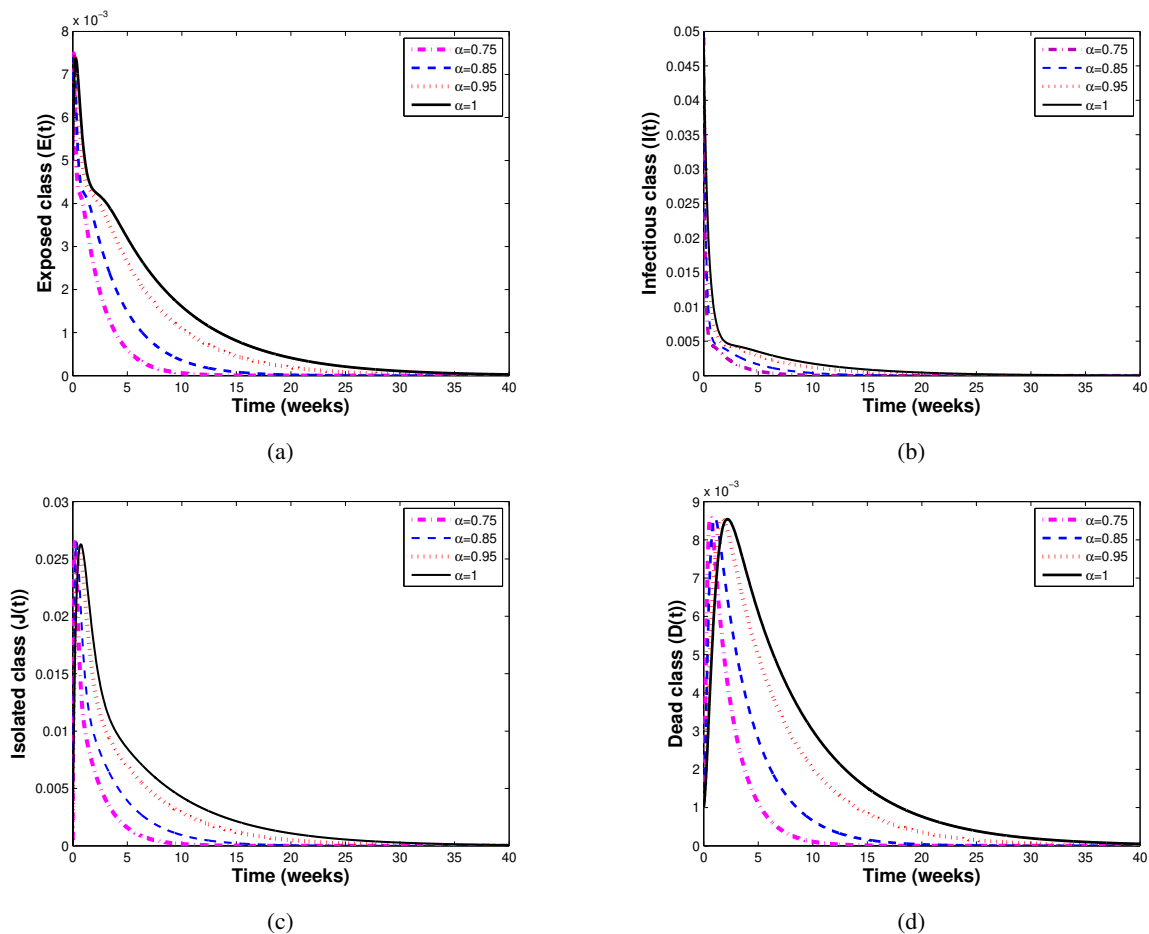 x 10⁻³
8
7
6
5
4
3
2
1
0
0 5 10 15 20 25 30 35 40
Exposed class (E(t))
Time (weeks)
α=0.75
α=0.85
α=0.95
α=1
(a)
0.05
0.045
0.04
0.035
0.03
0.025
0.02
0.015
0.01
0.005
0
0 5 10 15 20 25 30 35 40
Infectious class (I(t))
Time (weeks)
α=0.75
α=0.85
α=0.95
α=1
(b)
0.03
0.025
0.02
0.015
0.01
0.005
0
0 5 10 15 20 25 30 35 40
Isolated class (J(t))
Time (weeks)
α=0.75
α=0.85
α=0.95
α=1
(c)
x 10⁻³
9
8
7
6
5
4
3
2
1
0
0 5 10 15 20 25 30 35 40
Dead class (D(t))
Time (weeks)
α=0.75
α=0.85
α=0.95
α=1
(d)